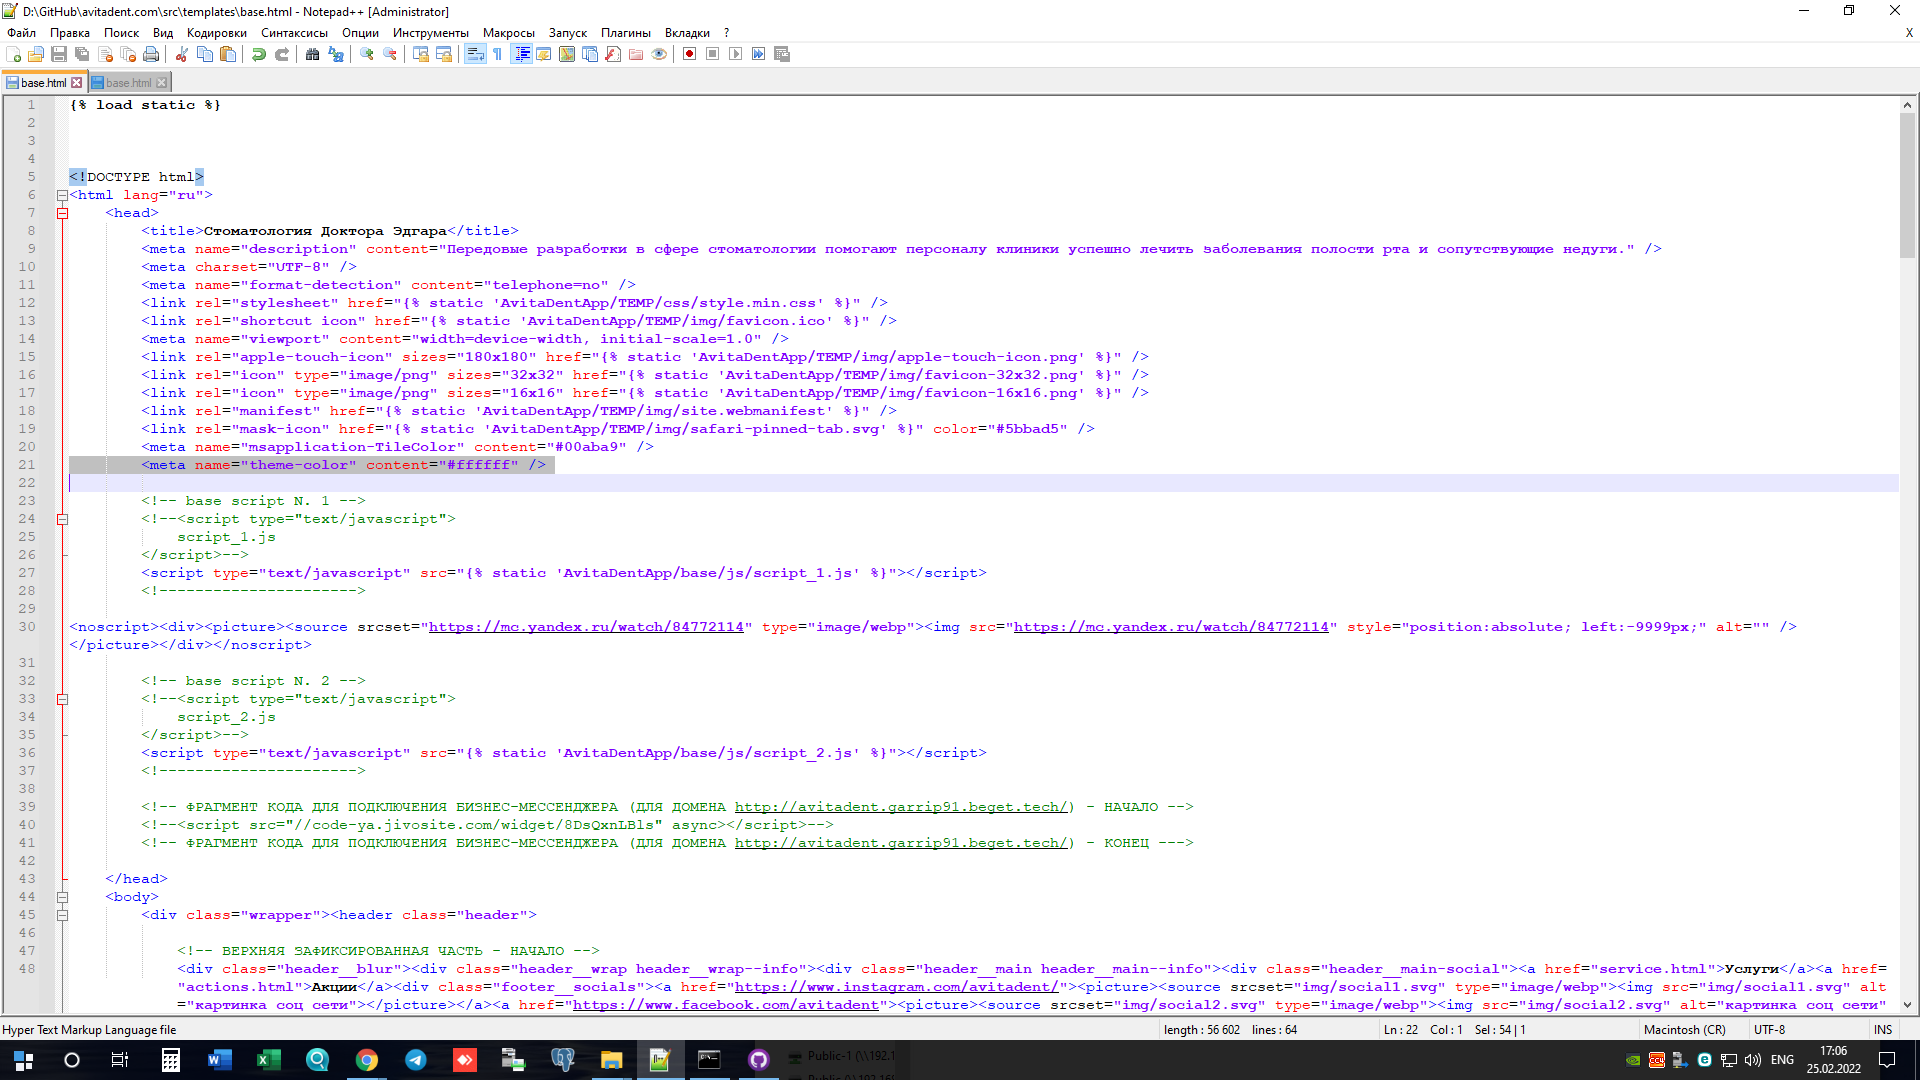 D:\GitHub\avitadent.com\src\templates\base.html - Notepad++ [Administrator]
Файл Правка Поиск Вид Кодировки Синтаксисы Опции Инструменты Макросы Запуск Плагины Вкладки ? X
base.html base.html
1 {% load static %}
2
3
4
5 <!DOCTYPE html>
6 <html lang="ru">
7 <head>
8 <title>Стоматология Доктора Эдгара</title>
9 <meta name="description" content="Передовые разработки в сфере стоматологии помогают персоналу клиники успешно лечить заболевания полости рта и сопутствующие недуги." />
10 <meta charset="UTF-8" />
11 <meta name="format-detection" content="telephone=no" />
12 <link rel="stylesheet" href="{% static 'AvitaDentApp/TEMP/css/style.min.css' %}" />
13 <link rel="shortcut icon" href="{% static 'AvitaDentApp/TEMP/img/favicon.ico' %}" />
14 <meta name="viewport" content="width=device-width, initial-scale=1.0" />
15 <link rel="apple-touch-icon" sizes="180x180" href="{% static 'AvitaDentApp/TEMP/img/apple-touch-icon.png' %}" />
16 <link rel="icon" type="image/png" sizes="32x32" href="{% static 'AvitaDentApp/TEMP/img/favicon-32x32.png' %}" />
17 <link rel="icon" type="image/png" sizes="16x16" href="{% static 'AvitaDentApp/TEMP/img/favicon-16x16.png' %}" />
18 <link rel="manifest" href="{% static 'AvitaDentApp/TEMP/img/site.webmanifest' %}" />
19 <link rel="mask-icon" href="{% static 'AvitaDentApp/TEMP/img/safari-pinned-tab.svg' %}" color="#5bbad5" />
20 <meta name="msapplication-TileColor" content="#00aba9" />
21 <meta name="theme-color" content="#ffffff" />
22
23 <!-- base script N. 1 -->
24 <!--<script type="text/javascript">
25 script_1.js
26 </script>-->
27 <script type="text/javascript" src="{% static 'AvitaDentApp/base/js/script_1.js' %}"></script>
28 <!---------------------->
29
30 <noscript><div><picture><source srcset="https://mc.yandex.ru/watch/84772114" type="image/webp"><img src="https://mc.yandex.ru/watch/84772114" style="position:absolute; left:-9999px;" alt="" />
</picture></div></noscript>
31
32 <!-- base script N. 2 -->
33 <!--<script type="text/javascript">
34 script_2.js
35 </script>-->
36 <script type="text/javascript" src="{% static 'AvitaDentApp/base/js/script_2.js' %}"></script>
37 <!---------------------->
38
39 <!-- ФРАГМЕНТ КОДА ДЛЯ ПОДКЛЮЧЕНИЯ БИЗНЕС-МЕССЕНДЖЕРА (ДЛЯ ДОМЕНА http://avitadent.garrip91.beget.tech/) - НАЧАЛО -->
40 <!--<script src="//code-ya.jivosite.com/widget/8DsQxnLBls" async></script>-->
41 <!-- ФРАГМЕНТ КОДА ДЛЯ ПОДКЛЮЧЕНИЯ БИЗНЕС-МЕССЕНДЖЕРА (ДЛЯ ДОМЕНА http://avitadent.garrip91.beget.tech/) - КОНЕЦ --->
42
43 </head>
44 <body>
45 <div class="wrapper"><header class="header">
46
47 <!-- ВЕРХНЯЯ ЗАФИКСИРОВАННАЯ ЧАСТЬ - НАЧАЛО -->
48 <div class="header__blur"><div class="header__wrap header__wrap--info"><div class="header__main header__main--info"><div class="header__main-social"><a href="service.html">Услуги</a><a href=
"actions.html">Акции</a><div class="footer__socials"><a href="https://www.instagram.com/avitadent/"><picture><source srcset="img/social1.svg" type="image/webp"><img src="img/social1.svg" alt
="картинка соц сети"></picture></a><a href="https://www.facebook.com/avitadent"><picture><source srcset="img/social2.svg" type="image/webp"><img src="img/social2.svg" alt="картинка соц сети"
Hyper Text Markup Language file length : 56 602 lines : 64 Ln : 22 Col : 1 Sel : 54 | 1 Macintosh (CR) UTF-8 INS
Public-1 (\\192.1
ENG
17:06
25.02.2022